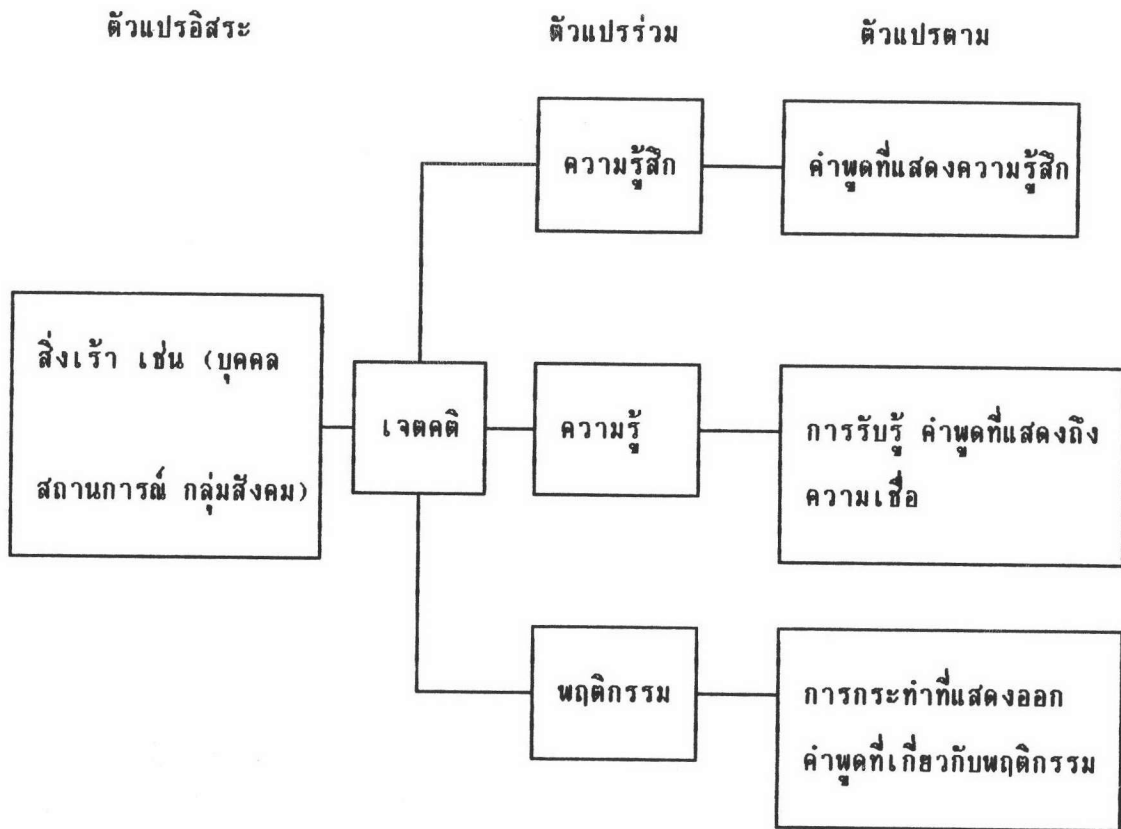 ตัวแปรอิสระ ตัวแปรร่วม ตัวแปรตาม
ความรู้สึก คำพูดที่แสดงความรู้สึก
สิ่งเร้า เช่น (บุคคล
สถานการณ์ กลุ่มสังคม)
เจตคติ ความรู้ การรับรู้ คำพูดที่แสดงถึง
ความเชื่อ
พฤติกรรม การกระทำที่แสดงออก
คำพูดที่เกี่ยวกับพฤติกรรม